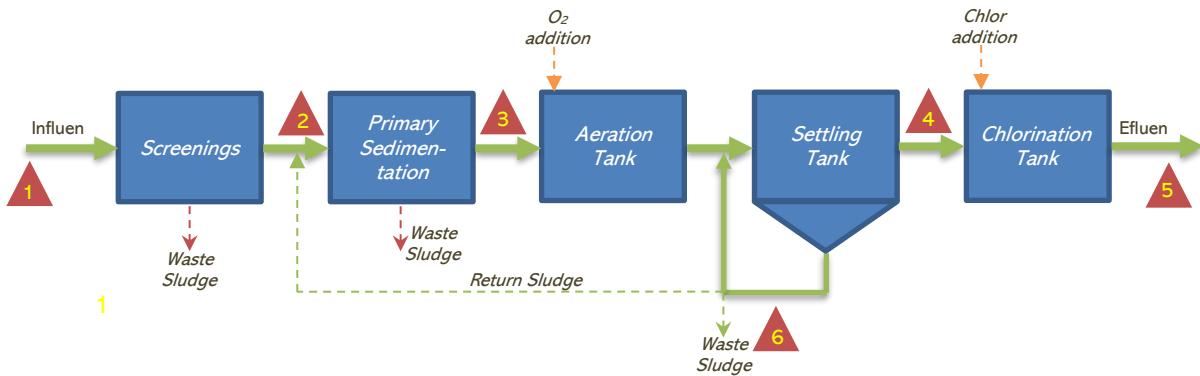 O₂
addition
Chlor
addition
Influen
Screenings
2
Primary
Sedimen-
tation
3
Aeration
Tank
Settling
Tank
4
Chlorination
Tank
Efluen
1
5
Waste
Sludge
Waste
Sludge
Return Sludge
1
6
Waste
Sludge